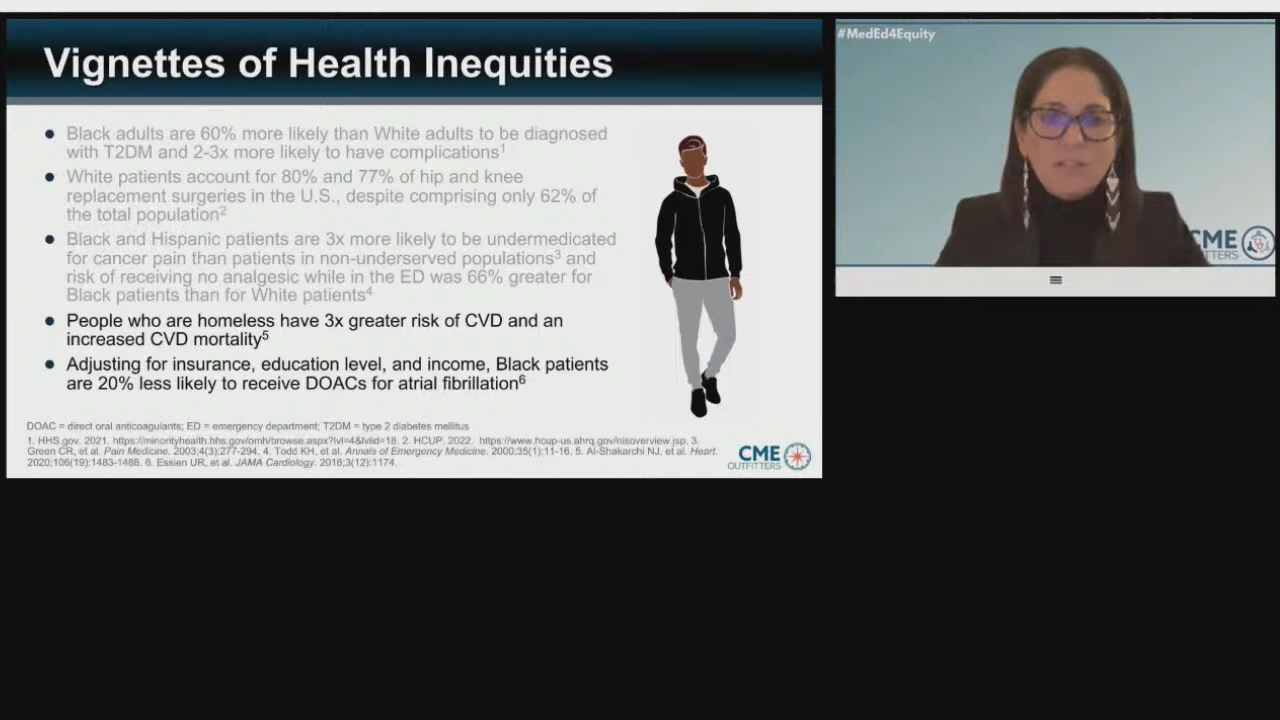 Vignettes of Health Inequities
Black adults are 60% more likely than White adults to be diagnosed
with T2DM and 2-3x more likely to have complications1
White patients account for 80% and 77% of hip and knee
replacement surgeries in the U.S., despite comprising only 62% of
the total population2
Black and Hispanic patients are 3x more likely to be undermedicated
for cancer pain than patients in non-underserved populations3 and
risk of receiving no analgesic while in the ED was 66% greater for
Black patients than for White patients4
People who are homeless have 3x greater risk of CVD and an
increased CVD mortality5
Adjusting for insurance, education level, and income, Black patients
are 20% less likely to receive DOACs for atrial fibrillation6
DOAC = direct oral anticoagulants; ED = emergency department; T2DM = type 2 diabetes mellitus
1. HHS.gov. 2021. https://minorityhealth.hhs.gov/omh/browse.aspx?lvl=4&lvlid=18. 2. HCUP. 2022. https://www.hcup-us.ahrq.gov/nisoverview.jsp. 3.
Green CR, et al. Pain Medicine. 2003;4(3):277-294. 4. Todd KH, et al. Annals of Emergency Medicine. 2000;35(1):11-16. 5. Al-Shakarchi NJ, et al. Heart.
2020;106(19):1483-1488. 6. Essien UR, et al. JAMA Cardiology. 2018;3(12):1174.
CME
OUTFITTERS
#MedEd4Equity
CME
TFITTERS